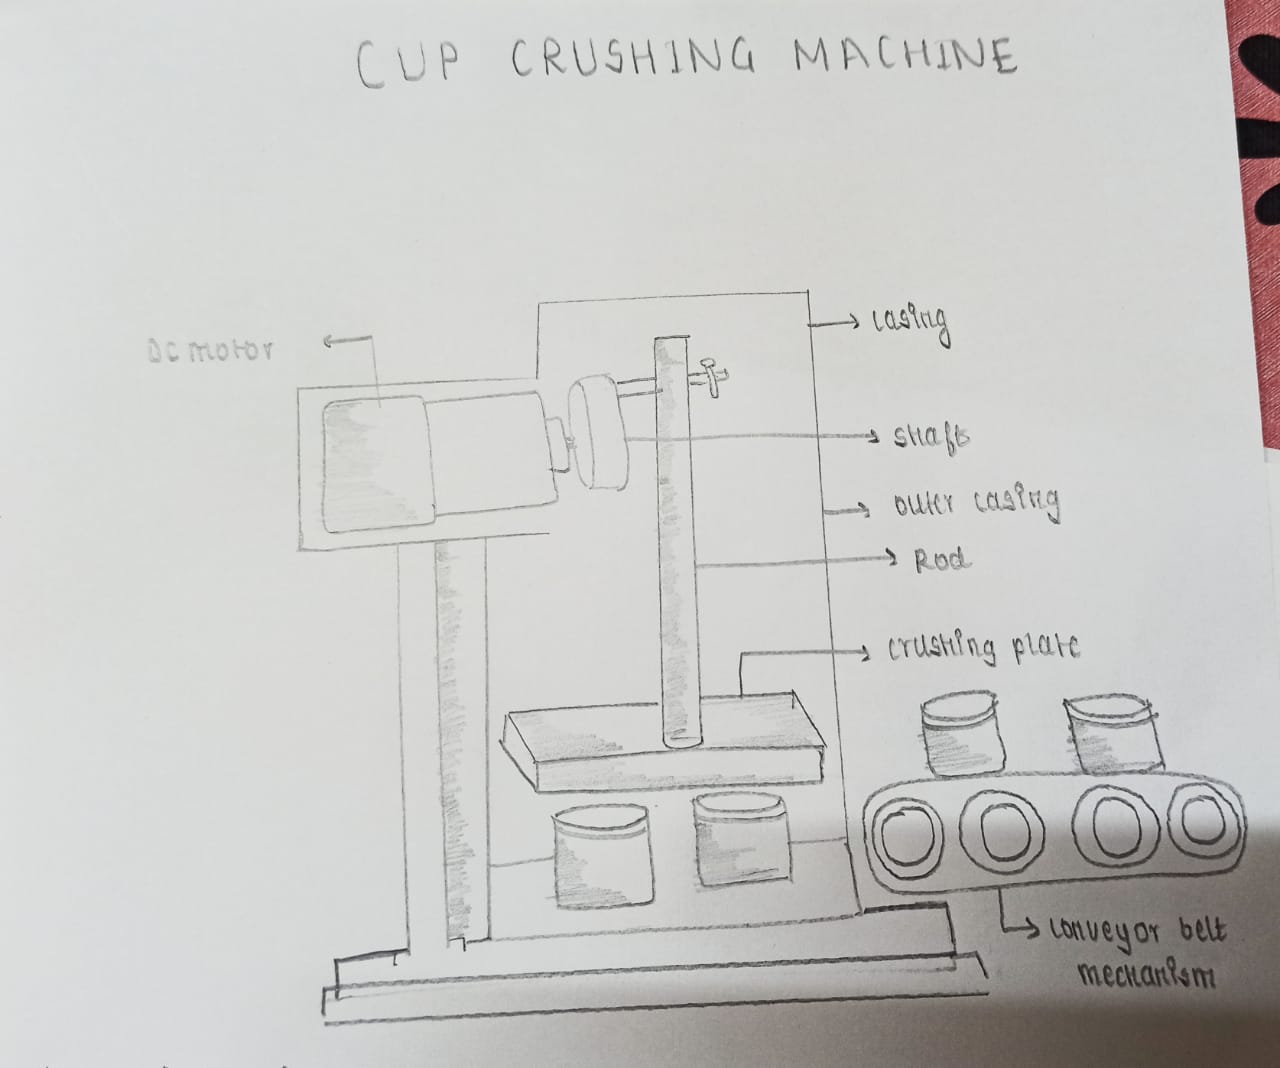 CUP CRUSHING MACHINE
DC motor
casing
shaft
outer casing
Rod
crushing plate
conveyor belt
mechanism